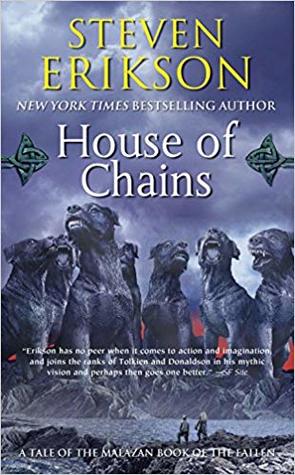 STEVEN
ERIKSON
NEW YORK TIMES BESTSELLING AUTHOR
House of
Chains
"Erikson has no peer when it comes to action and imagination,
and joins the ranks of Tolkien and Donaldson in his mythic
vision and perhaps then goes one better." —SF Site
A TALE OF THE MALAZAN BOOK OF THE FALLEN